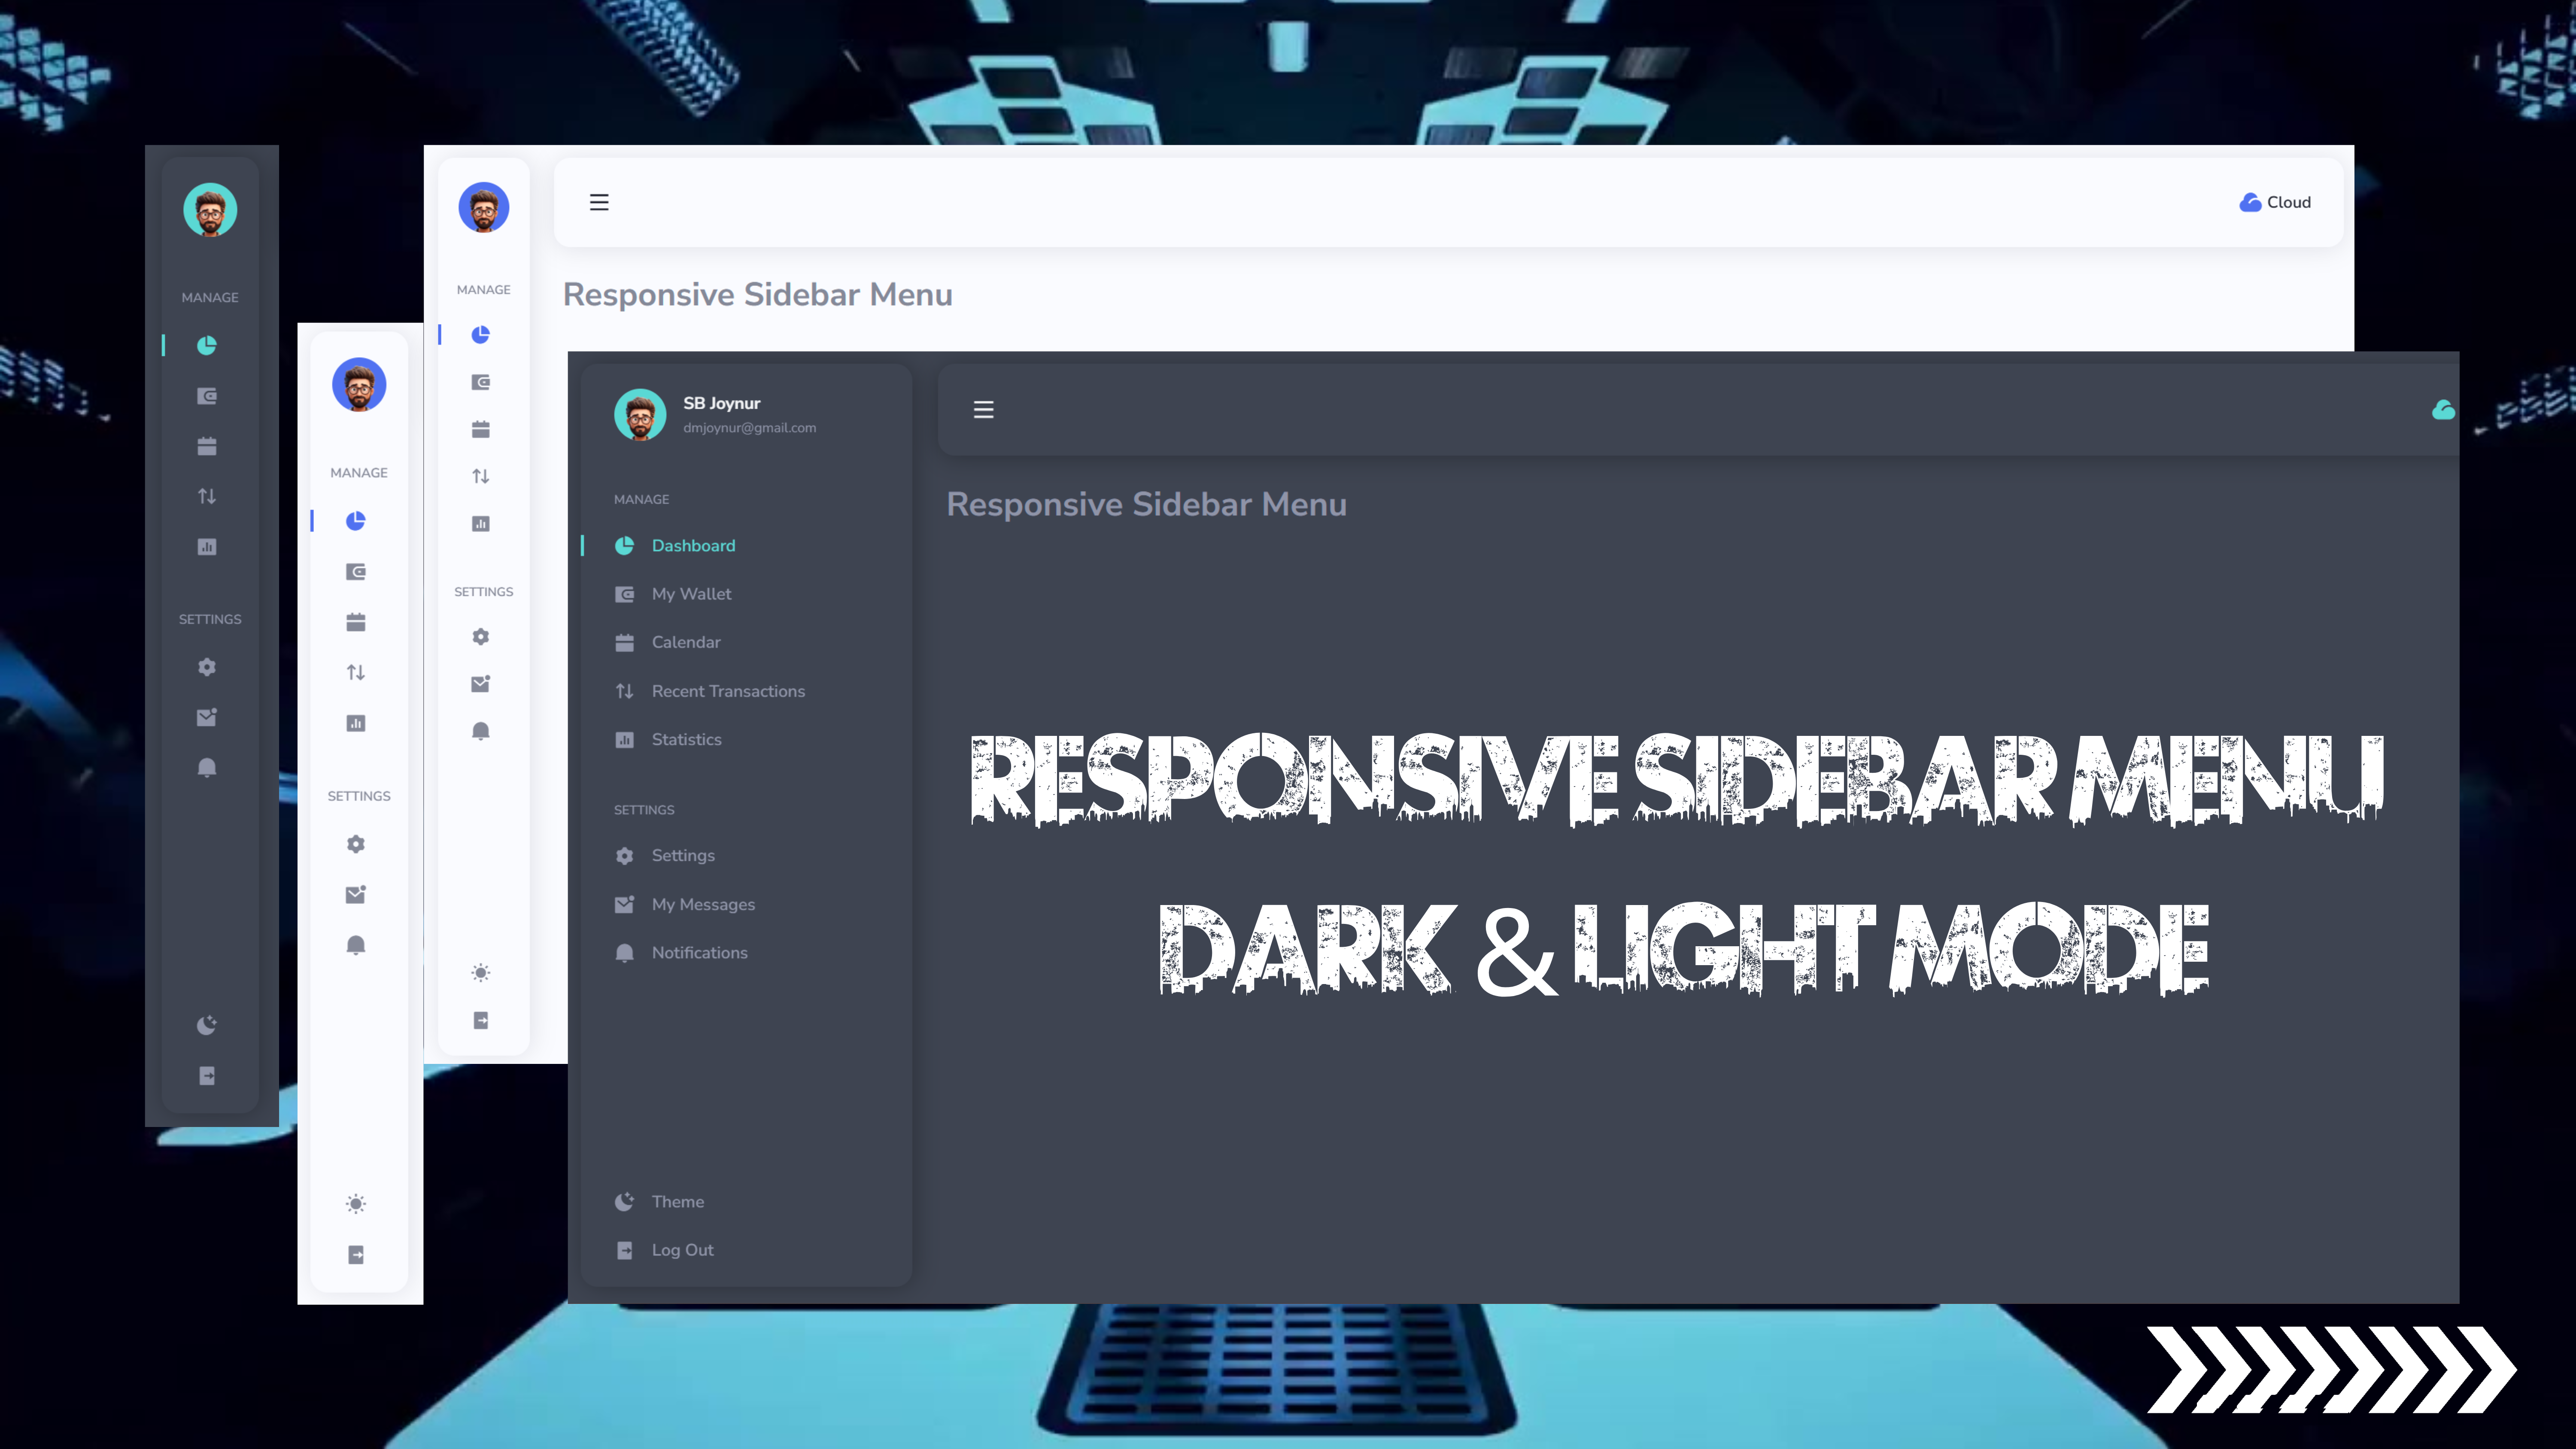 MANAGE
SETTINGS
MANAGE
SETTINGS
MANAGE
SETTINGS
Cloud
Responsive Sidebar Menu
SB Joynur
dmjoynur@gmail.com
MANAGE
Dashboard
My Wallet
Calendar
Recent Transactions
Statistics
SETTINGS
Settings
My Messages
Notifications
Theme
Log Out
Responsive Sidebar Menu
RESPONSIVE SIDEBAR MENU
DARK & LIGHT MODE